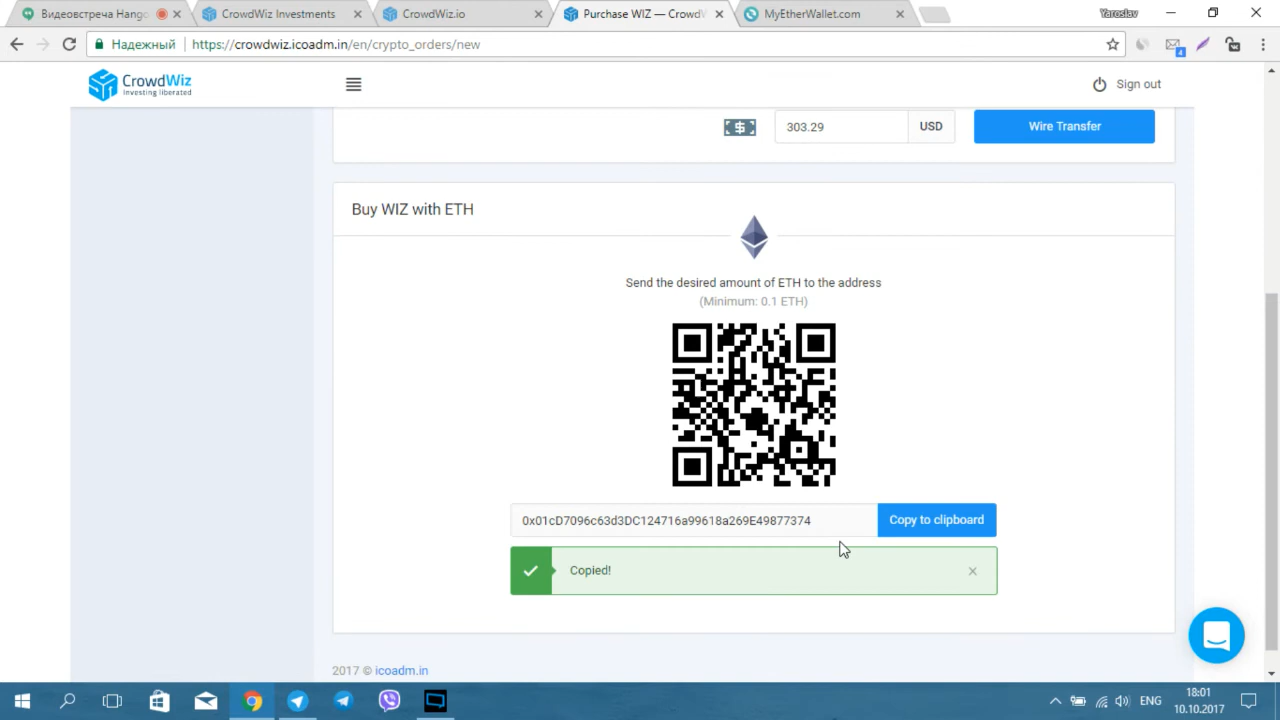 Видеовстреча Hango
CrowdWiz Investments
CrowdWiz.io
Purchase WIZ — CrowdW
MyEtherWallet.com
Yaroslav
Надежный
https://crowdwiz.icoadm.in/en/crypto_orders/new
4
CrowdWiz
investing liberated
Sign out
303.29
USD
Wire Transfer
Buy WIZ with ETH
Send the desired amount of ETH to the address
(Minimum: 0.1 ETH)
0x01cD7096c63d3DC124716a99618a269E49877374
Copy to clipboard
Copied!
2017 © icoadm.in
ENG
18:01
10.10.2017